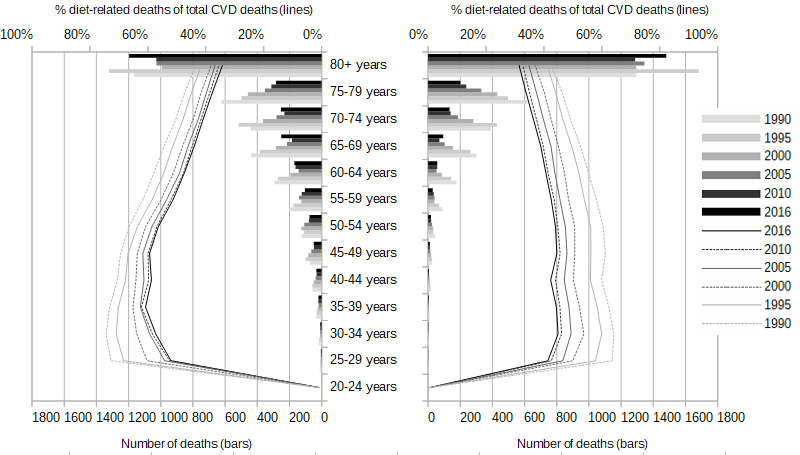 % diet-related deaths of total CVD deaths (lines)
% diet-related deaths of total CVD deaths (lines)
100% 80% 60% 40% 20% 0%
0% 20% 40% 60% 80% 100%
80+ years
75-79 years
70-74 years
65-69 years
60-64 years
55-59 years
50-54 years
45-49 years
40-44 years
35-39 years
30-34 years
25-29 years
20-24 years
1990
1995
2000
2005
2010
2016
2016
2010
2005
2000
1995
1990
1800 1600 1400 1200 1000 800 600 400 200 0
0 200 400 600 800 1000 1400 1600 1800
Number of deaths (bars)
Number of deaths (bars)